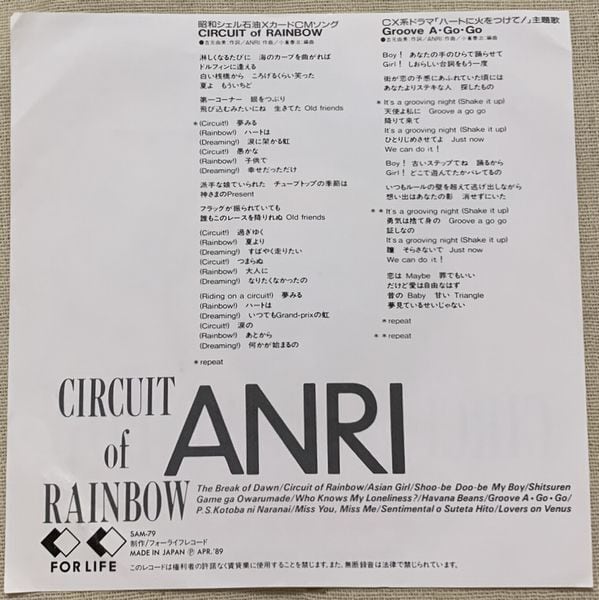 昭和シェル石油XカードCMソング
CIRCUIT of RAINBOW
●吉元由美:作詞/ANRI:作曲/小倉泰治:編曲
淋しくなるたびに 海のカーブを曲がれば
ドルフィンに逢える
白い桟橋から ころげるくらい笑った
夏よ もういちど
第一コーナー 眼をつぶり
飛び込むみたいにね 生きてた Old friends
*(Circuit!) 夢みる
(Rainbow!) ハートは
(Dreaming!) 涙に架かる虹
(Circuit!) 愚かな
(Rainbow!) 子供で
(Dreaming!) 幸せだっただけ
派手な娘でいられた チューブトップの季節は
神さまのPresent
フラッグが振られていても
誰もこのレースを降りれぬ Old friends
(Circuit!) 過ぎゆく
(Rainbow!) 夏より
(Dreaming!) すばやく走りたい
(Circuit!) つまらぬ
(Rainbow!) 大人に
(Dreaming!) なりたくなかったの
(Riding on a circuit!) 夢みる
(Rainbow!) ハートは
(Dreaming!) いつでもGrand-prixの虹
(Circuit!) 涙の
(Rainbow!) あとから
(Dreaming!) 何かが始まるの
*repeat
CX系ドラマ「ハートに火をつけて!」主題歌
Groove A・Go・Go
●吉元由美:作詞/ANRI:作曲/小倉泰治:編曲
Boy! あなたの手のひらで踊らせて
Girl! しおらしい台詞をもう一度
街が恋の予感にあふれていた頃には
あなたよりステキな人 探したもの
*It's a grooving night (Shake it up)
天使よ私に Groove a go go
降りて来て
It's a grooving night (Shake it up)
ひとりじめさせてよ Just now
We can do it!
Boy! 古いステップでね 踊るから
Girl! どこで遊んてたかバレてるの
いつもルールの壁を超えて逃げ出しながら
想い出はあなたの影 消せずにいた
**It's a grooving night (Shake it up)
勇気は捨て身の Groove a go go
証しなの
It's a grooving night (Shake it up)
瞳 そらさないで Just now
We can do it!
恋は Maybe 罪でもいい
だけど愛は自由なはず
昔の Baby 甘い Triangle
夢見ているせいじゃない
*repeat
**repeat
CIRCUIT
of
RAINBOW
ANRI
The Break of Dawn/Circuit of Rainbow/Asian Girl/Shoo-be Doo-be My Boy/Shitsuren
Game ga Owarumade/Who Knows My Loneliness?/Havana Beans/Groove A・Go・Go/
P.S. Kotoba ni Naranai/Miss You, Miss Me/Sentimental o Suteta Hito/Lovers on Venus
FOR LIFE
SAM-79
制作/フォーライフレコード
MADE IN JAPAN Ⓟ APR.'89
このレコードは権利者の許諾なく賃貸業に使用することを禁じます。また、無断録音は法律で禁じられています。